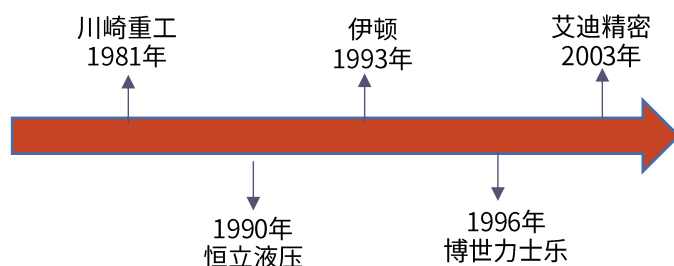 川崎重工
1981年
伊顿
1993年
艾迪精密
2003年
1990年
恒立液压
1996年
博世力士乐